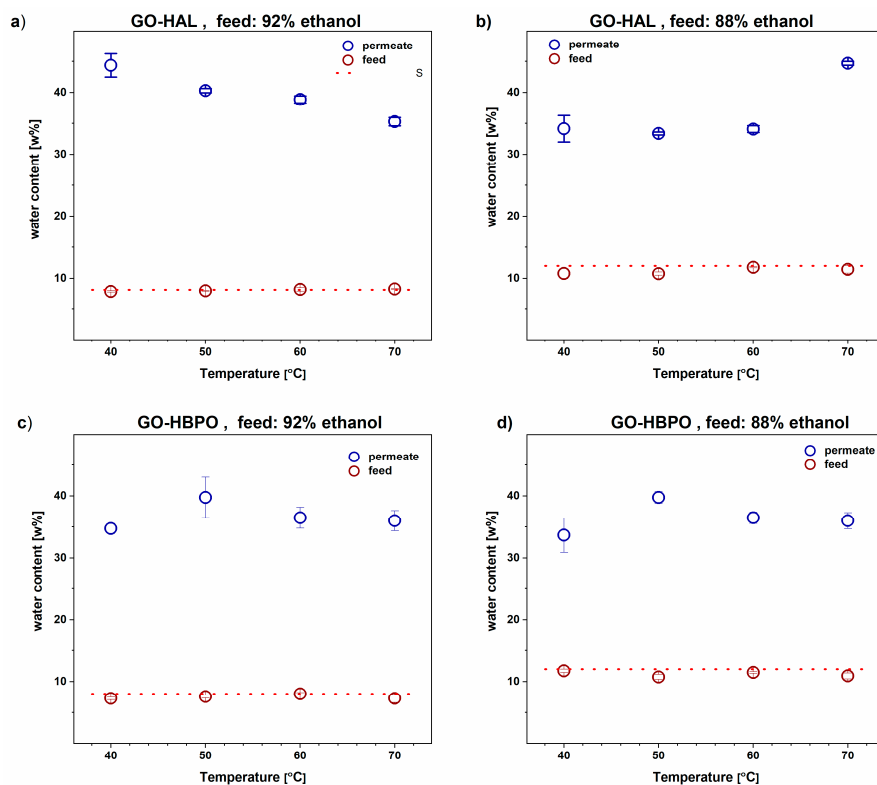 a)
GO-HAL , feed: 92% ethanol
permeate
feed
S
40
30
20
10
water content [w%]
40 50 60 70
Temperature [°C]
b)
GO-HAL , feed: 88% ethanol
permeate
feed
40
30
20
10
water content [w%]
40 50 60 70
Temperature [°C]
c)
GO-HBPO , feed: 92% ethanol
permeate
feed
40
30
20
10
water content [w%]
40 50 60 70
Temperature [°C]
d)
GO-HBPO , feed: 88% ethanol
permeate
feed
40
30
20
10
water content [w%]
40 50 60 70
Temperature [°C]